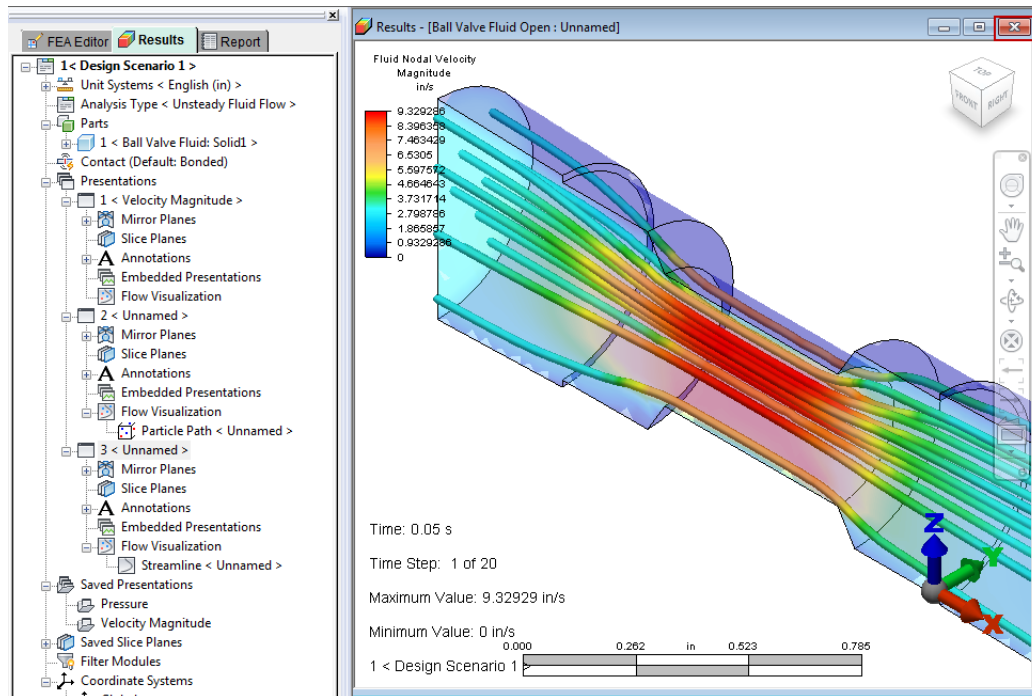 FEA Editor
Results
Report
1< Design Scenario 1 >
Unit Systems < English (in) >
Analysis Type < Unsteady Fluid Flow >
Parts
1 < Ball Valve Fluid: Solid1 >
Contact (Default: Bonded)
Presentations
1 < Velocity Magnitude >
Mirror Planes
Slice Planes
A Annotations
Embedded Presentations
Flow Visualization
2 < Unnamed >
Mirror Planes
Slice Planes
A Annotations
Embedded Presentations
Flow Visualization
Particle Path < Unnamed >
3 < Unnamed >
Mirror Planes
Slice Planes
A Annotations
Embedded Presentations
Flow Visualization
Streamline < Unnamed >
Saved Presentations
Pressure
Velocity Magnitude
Saved Slice Planes
Filter Modules
Coordinate Systems
Results - [Ball Valve Fluid Open : Unnamed]
Fluid Nodal Velocity
Magnitude
in/s
9.329286
8.396358
7.463429
6.5305
5.597572
4.664643
3.731714
2.798786
1.865857
0.9329286
0
TOP
FRONT
RIGHT
Time: 0.05 s
Time Step: 1 of 20
Maximum Value: 9.32929 in/s
Minimum Value: 0 in/s
0.000 0.262 in 0.523 0.785
1 < Design Scenario 1 >
Z
Y
X